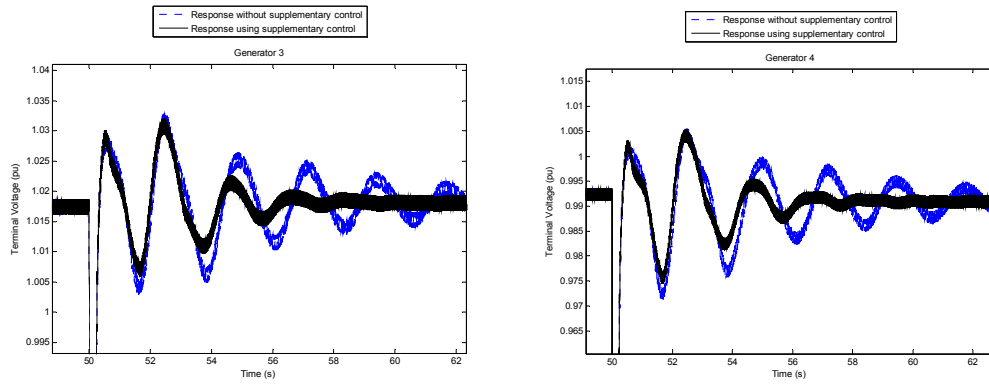 Response without supplementary control
Response using supplementary control
Generator 3
1.04
1.035
1.03
1.025
1.02
1.015
1.01
1.005
1
0.995
Terminal Voltage (pu)
50 52 54 56 58 60 62
Time (s)
Response without supplementary control
Response using supplementary control
Generator 4
1.015
1.01
1.005
1
0.995
0.99
0.985
0.98
0.975
0.97
0.965
Terminal Voltage (pu)
50 52 54 56 58 60 62
Time (s)